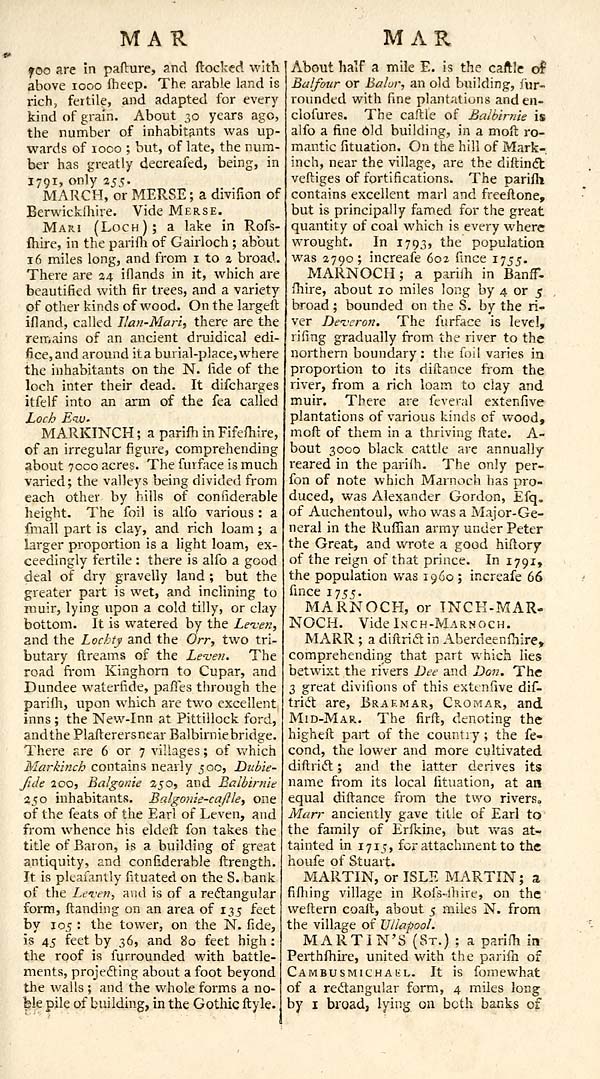 MAR
MAR
900 are in paſture, and ſtocked with
above 1000 ſheep. The arable land is
rich, fertile, and adapted for every
kind of grain. About 30 years ago,
the number of inhabitants was up-
wards of 1000; but, of late, the num-
ber has greatly decreaſed, being, in
1791, only 255.
MARCH, or MERSE; a diviſion of
Berwickſhire. Vide MERSE.
MARI (LOCH); a lake in Roſs-
ſhire, in the pariſh of Gairloch; about
16 miles long, and from 1 to 2 broad.
There are 24 iſlands in it, which are
beautified with fir trees, and a variety
of other kinds of wood. On the largeſt
iſland, called Ilan-Mari, there are the
remains of an ancient druidical edi-
fice, and around it a burial-place, where
the inhabitants on the N. ſide of the
loch inter their dead. It diſcharges
itſelf into an arm of the ſea called
Loch Ew.
MARKINCH; a pariſh in Fifeſhire,
of an irregular figure, comprehending
about 7000 acres. The ſurface is much
varied; the valleys being divided from
each other by hills of conſiderable
height. The ſoil is alſo various: a
ſmall part is clay, and rich loam; a
larger proportion is a light loam, ex-
ceedingly fertile: there is alſo a good
deal of dry gravelly land; but the
greater part is wet, and inclining to
muir, lying upon a cold tilly, or clay
bottom. It is watered by the Leven,
and the Lochty and the Orr, two tri-
butary ſtreams of the Leven. The
road from Kinghorn to Cupar, and
Dundee waterſide, paſſes through the
pariſh, upon which are two excellent
inns; the New-Inn at Pittillock ford,
and the Plaſterers near Balbirnie bridge.
There are 6 or 7 villages; of which
Markinch contains nearly 500, Dubie-
ſide 200, Balgonie 250, and Balbirnie
250 inhabitants. Balgonie-caſtle, one
of the ſeats of the Earl of Leven, and
from whence his eldeſt ſon takes the
title of Baron, is a building of great
antiquity, and conſiderable ſtrength.
It is pleaſantly ſituated on the S. bank
of the Leven, and is of a rectangular
form, ſtanding on an area of 135 feet
by 105: the tower, on the N. ſide,
is 45 feet by 36, and 80 feet high:
the roof is ſurrounded with battle-
ments, projecting about a foot beyond
the walls; and the whole forms a no-
ble pile of building, in the Gothic ſtyle.
About half a mile E. is the caſtle of
Balfour or Balor, an old building, ſur-
rounded with fine plantations and en-
cloſures. The caſtle of Balbirnie is
alſo a fine old building, in a moſt ro-
mantic ſituation. On the hill of Mark-
inch, near the village, are the diſtinct
veſtiges of fortifications. The pariſh
contains excellent marl and freeſtone,
but is principally famed for the great
quantity of coal which is every where
wrought. In 1793, the population
was 2790; increaſe 602 ſince 1755.
MARNOCH; a pariſh in Banff-
ſhire, about 10 miles long by 4 or 5
broad; bounded on the S. by the ri-
ver Deveron. The ſurface is level,
riſing gradually from the river to the
northern boundary: the ſoil varies in
proportion to its diſtance from the
river, from a rich loam to clay and
muir. There are ſeveral extenſive
plantations of various kinds of wood,
moſt of them in a thriving ſtate. A-
bout 3000 black cattle are annually
reared in the pariſh. The only per-
ſon of note which Marnoch has pro-
duced, was Alexander Gordon, Eſq.
of Auchentoul, who was a Major-Ge-
neral in the Ruſſian army under Peter
the Great, and wrote a good hiſtory
of the reign of that prince. In 1791,
the population was 1960; increaſe 66
ſince 1755.
MARNOCH, or INCH-MAR-
NOCH. Vide INCH-MARNOCH.
MARR; a diſtrict in Aberdeenſhire,
comprehending that part which lies
betwixt the rivers Dee and Don. The
3 great diviſions of this extenſive diſ-
trict are, BRAEMAR, CROMAR, and
MID-MAR. The firſt, denoting the
higheſt part of the country; the ſe-
cond, the lower and more cultivated
diſtrict; and the latter derives its
name from its local ſituation, at an
equal diſtance from the two rivers.
Marr anciently gave title of Earl to
the family of Erſkine, but was at-
tainted in 1715, for attachment to the
houſe of Stuart.
MARTIN, or ISLE MARTIN; a
fiſhing village in Roſs-ſhire, on the
weſtern coaſt, about 5 miles N. from
the village of Ullapool.
MARTIN'S (ST.); a pariſh in
Perthſhire, united with the pariſh of
CAMBUSMICHAEL. It is ſomewhat
of a rectangular form, 4 miles long
by 1 broad, lying on both banks of